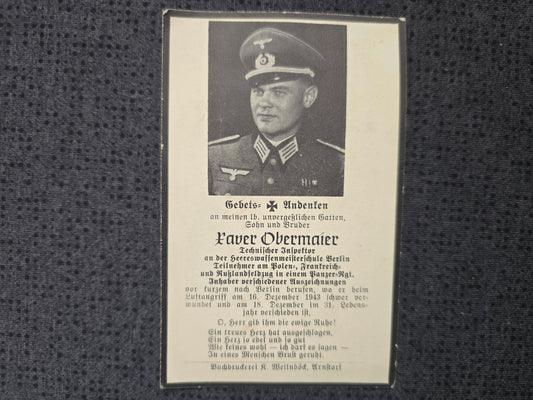 Gebets- Andenken
an meinen lb. unvergeßlichen Gatten,
Sohn und Bruder
Xaver Obermaier
Technischer Inspektor
an der Heereswaffenmeisterschule Berlin
Teilnehmer am Polen-, Frankreich-
und Rußlandfeldzug in einem Panzer-Rgt.
Inhaber verschiedener Auszeichnungen
vor kurzem nach Berlin berufen, wo er beim
Luftangriff am 16. Dezember 1943 schwer ver-
wundet und am 18. Dezember im 31. Lebens-
jahr verschieden ist.
O, Herr gib ihm die ewige Ruhe!
Ein treues Herz hat ausgeschlagen,
Ein Herz so edel und so gut
Wie keines wohl — ich darf es sagen —
In eines Menschen Brust geruht.
Buchdruckerei K. Wellnböck, Arnstorf